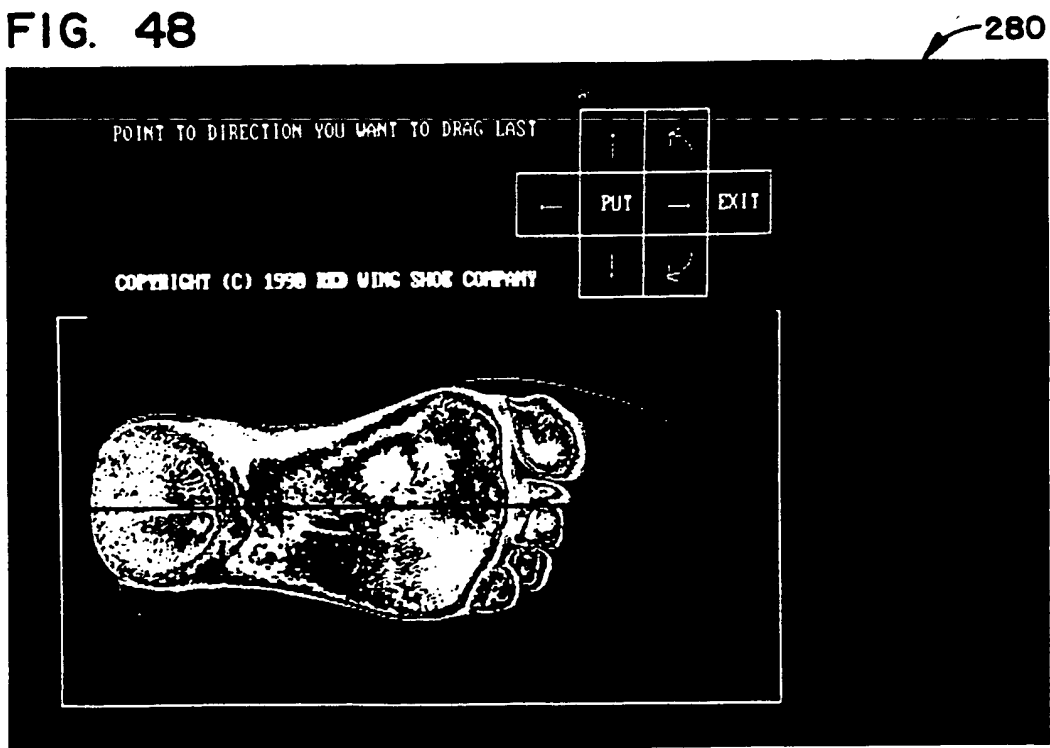 FIG. 48
280
POINT TO DIRECTION YOU WANT TO DRAG LAST
PUT
EXIT
COPYRIGHT (C) 1990 RED WING SHOE COMPANY